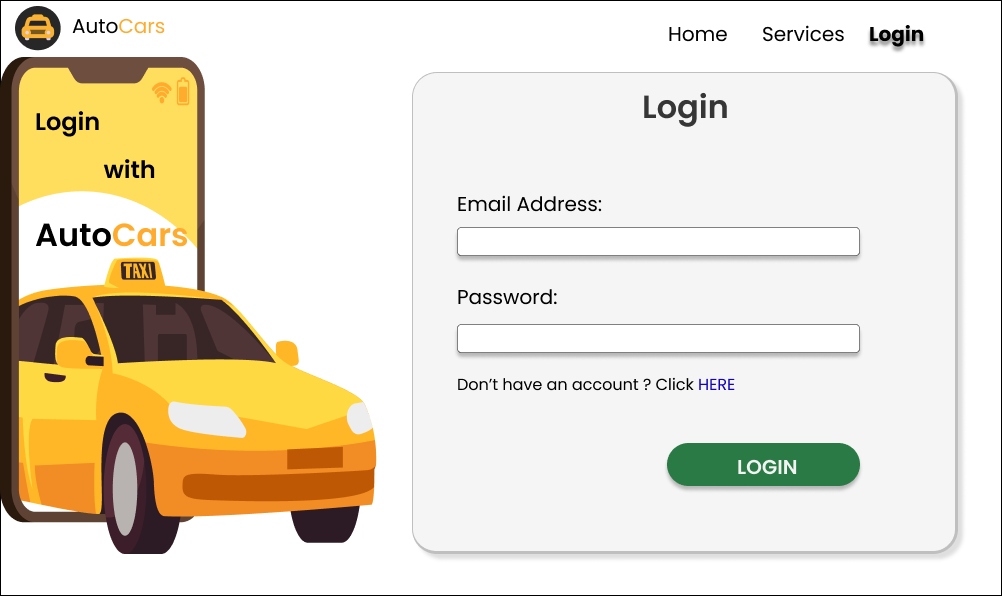 AutoCars
Home Services Login
Login
with
AutoCars
TAXI
Login
Email Address:
Password:
Don’t have an account ? Click HERE
LOGIN